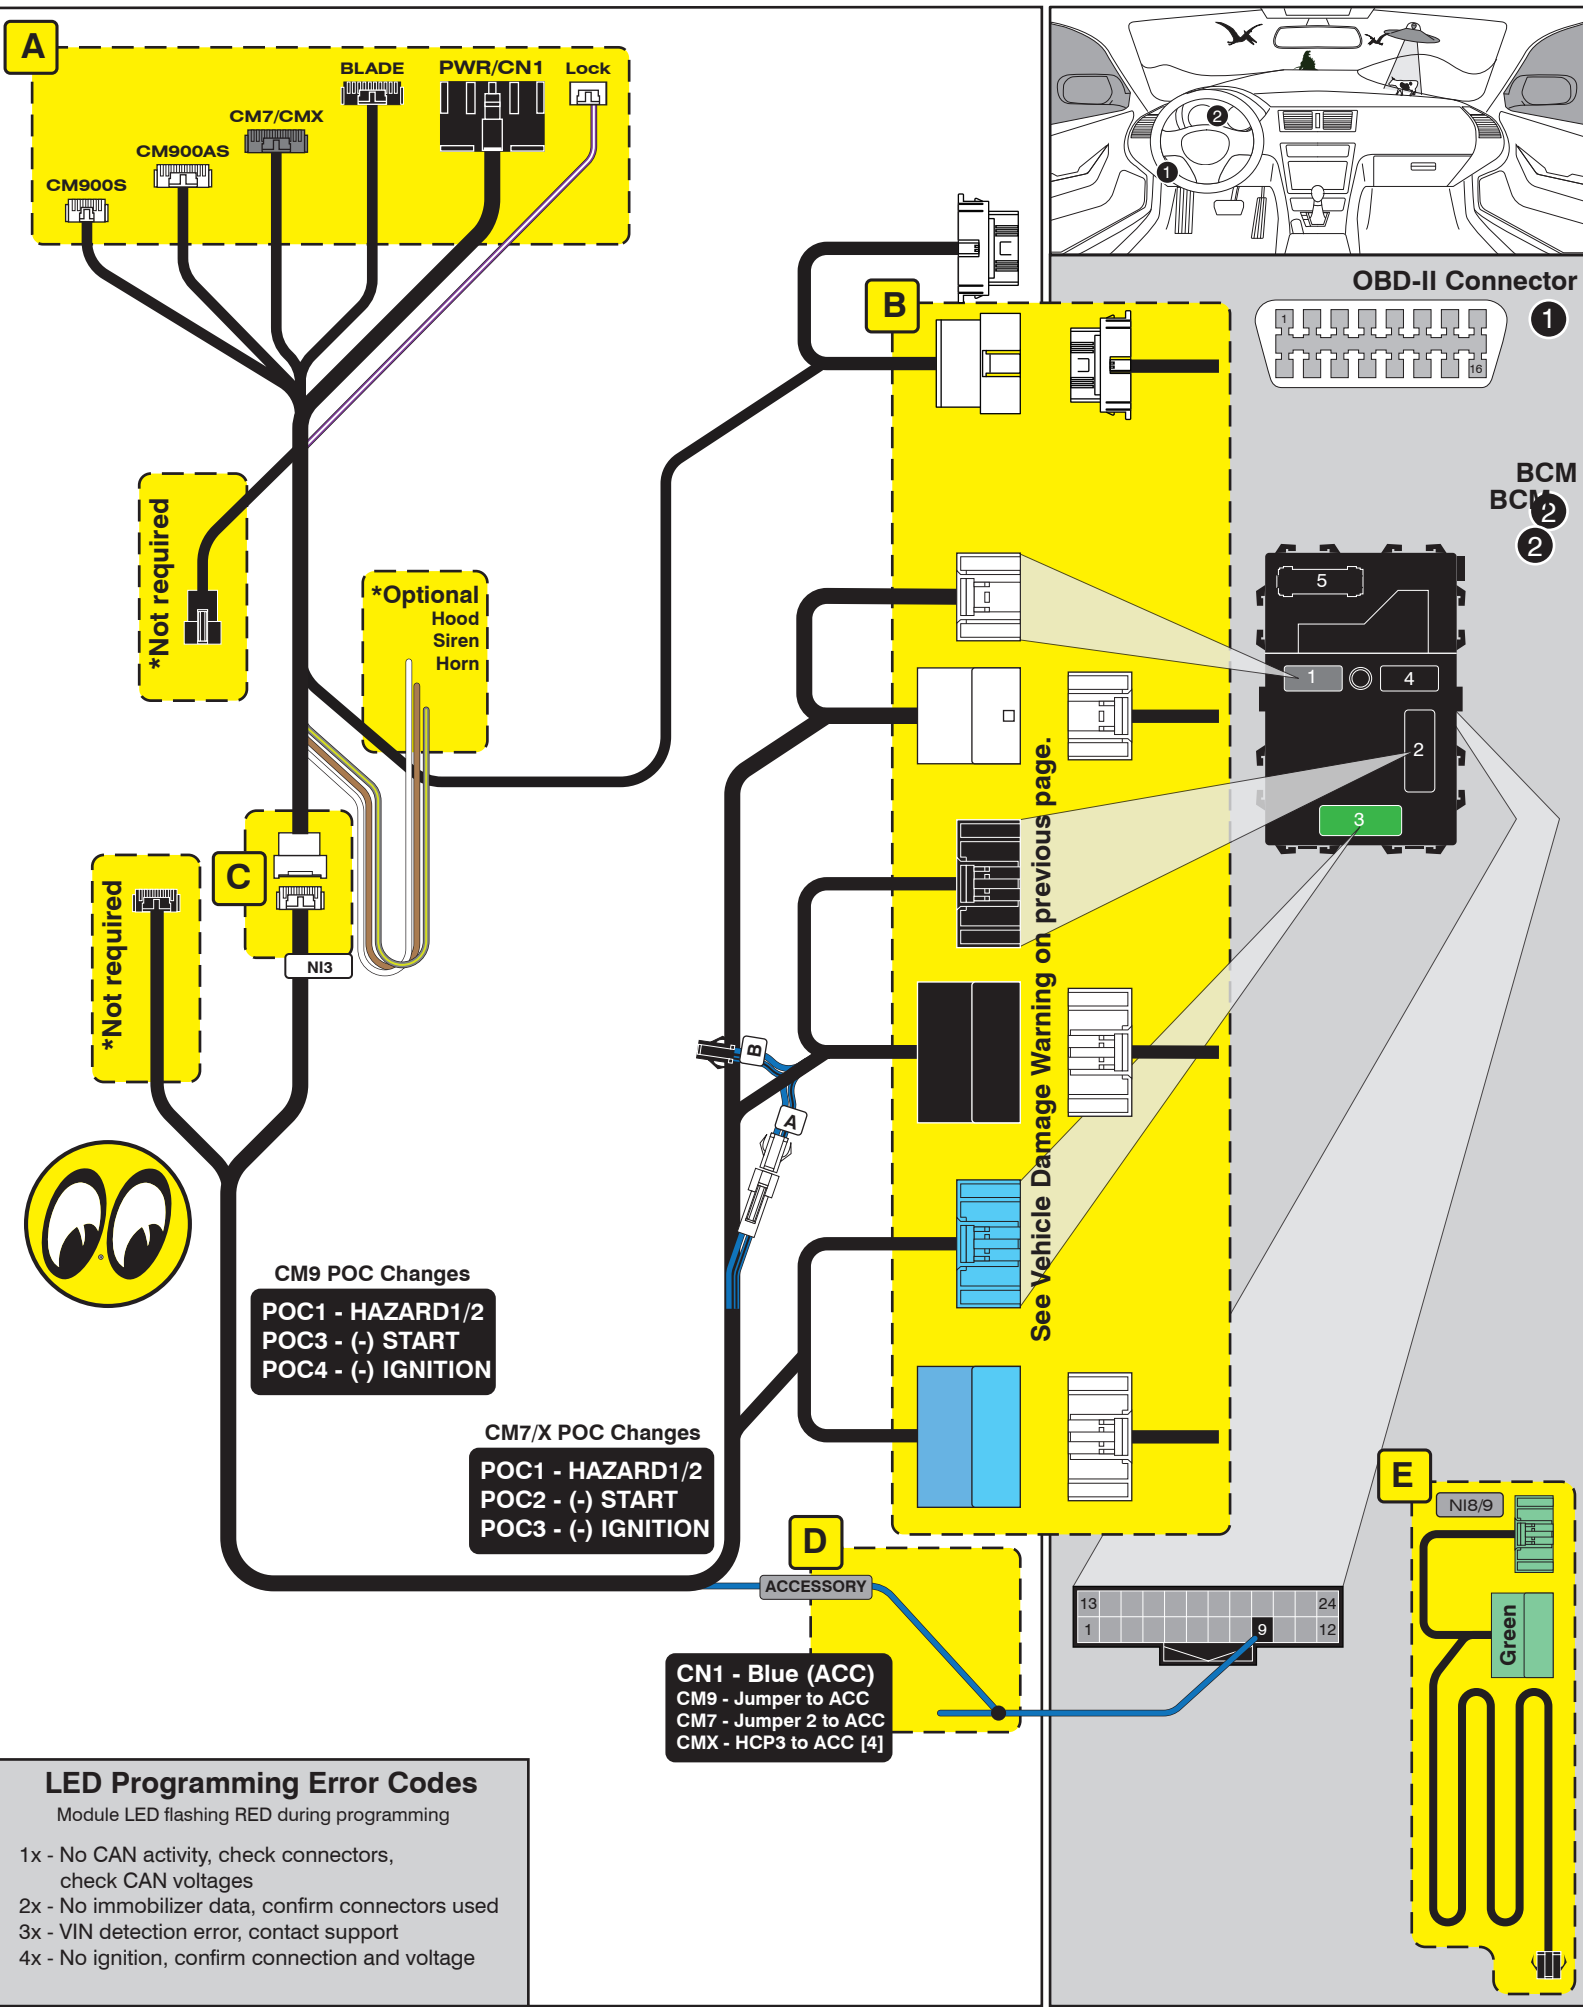 A
BLADE
PWR/CN1
Lock
CM7/CMX
CM900AS
CM900S
2
1
OBD-II Connector
1
1
16
B
BCM
BCM
2
2
5
1
4
2
3
*Not required
*Optional
Hood
Siren
Horn
C
*Not required
NI3
See Vehicle Damage Warning on previous page.
B
A
CM9 POC Changes
POC1 - HAZARD1/2
POC3 - (-) START
POC4 - (-) IGNITION
CM7/X POC Changes
POC1 - HAZARD1/2
POC2 - (-) START
POC3 - (-) IGNITION
D
ACCESSORY
E
NI8/9
Green
13
24
1
9
12
CN1 - Blue (ACC)
CM9 - Jumper to ACC
CM7 - Jumper 2 to ACC
CMX - HCP3 to ACC [4]
LED Programming Error Codes
Module LED flashing RED during programming
1x - No CAN activity, check connectors,
check CAN voltages
2x - No immobilizer data, confirm connectors used
3x - VIN detection error, contact support
4x - No ignition, confirm connection and voltage